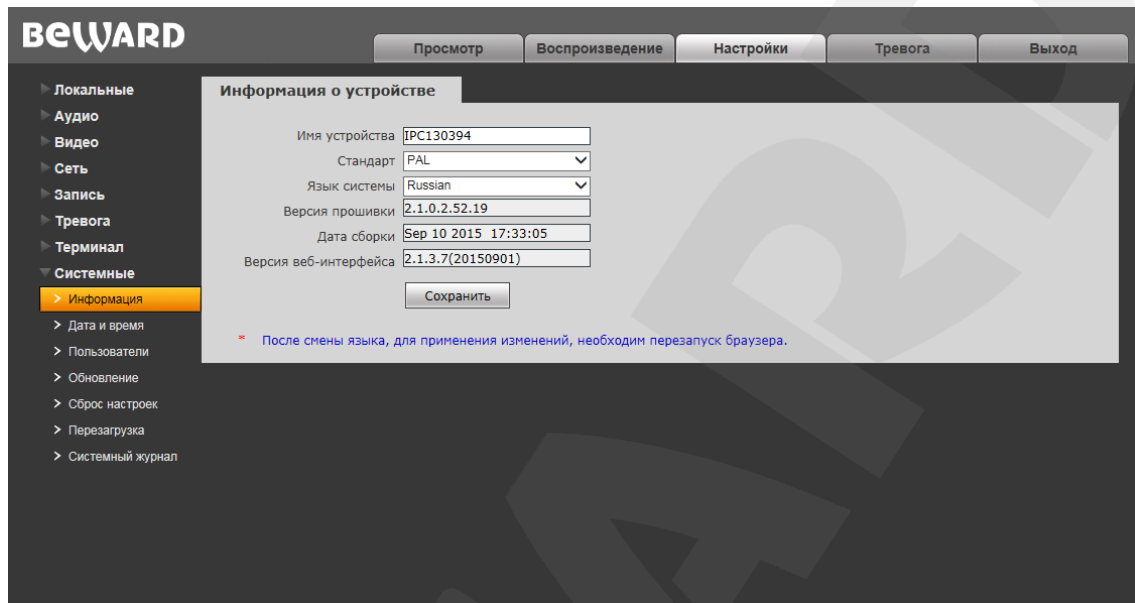 BEWARD
Просмотр Воспроизведение Настройки Тревога Выход
Локальные
Аудио
Видео
Сеть
Запись
Тревога
Терминал
Системные
> Информация
> Дата и время
> Пользователи
> Обновление
> Сброс настроек
> Перезагрузка
> Системный журнал
Информация о устройстве
Имя устройства IPC130394
Стандарт PAL
Язык системы Russian
Версия прошивки 2.1.0.2.52.19
Дата сборки Sep 10 2015 17:33:05
Версия веб-интерфейса 2.1.3.7(20150901)
Сохранить
* После смены языка, для применения изменений, необходим перезапуск браузера.